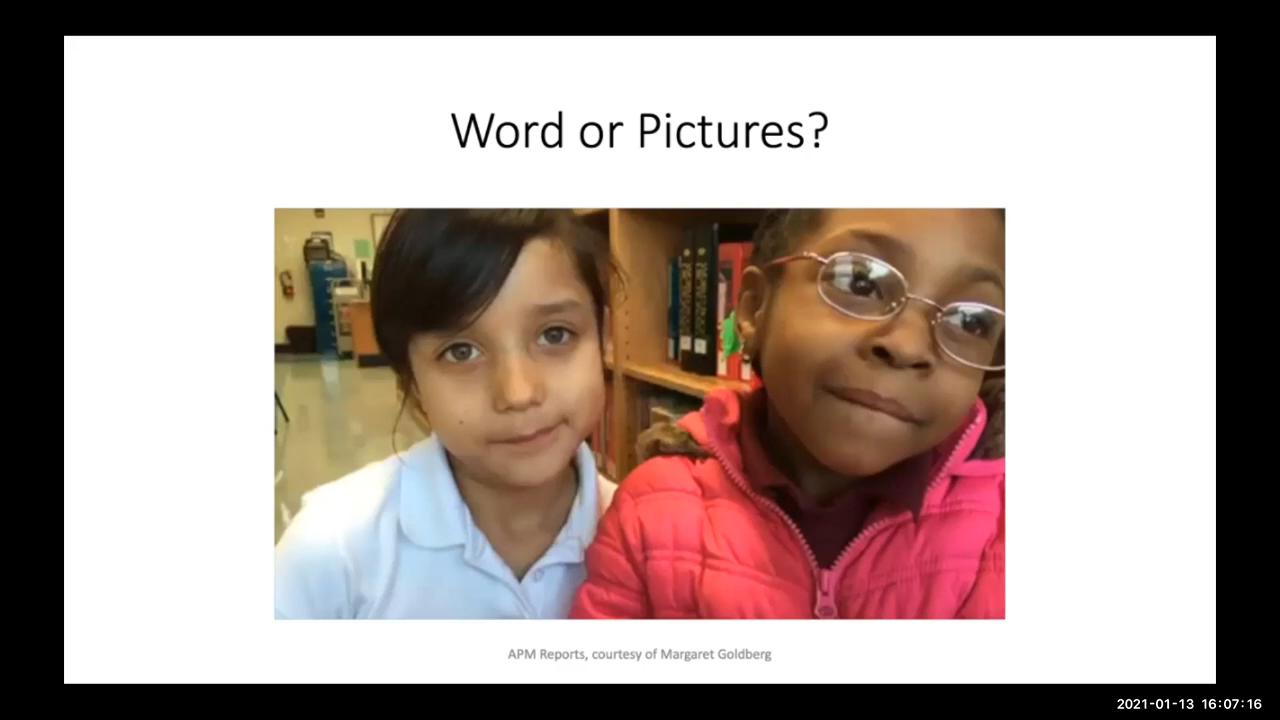 Word or Pictures?
APM Reports, courtesy of Margaret Goldberg
2021-01-13 16:07:16